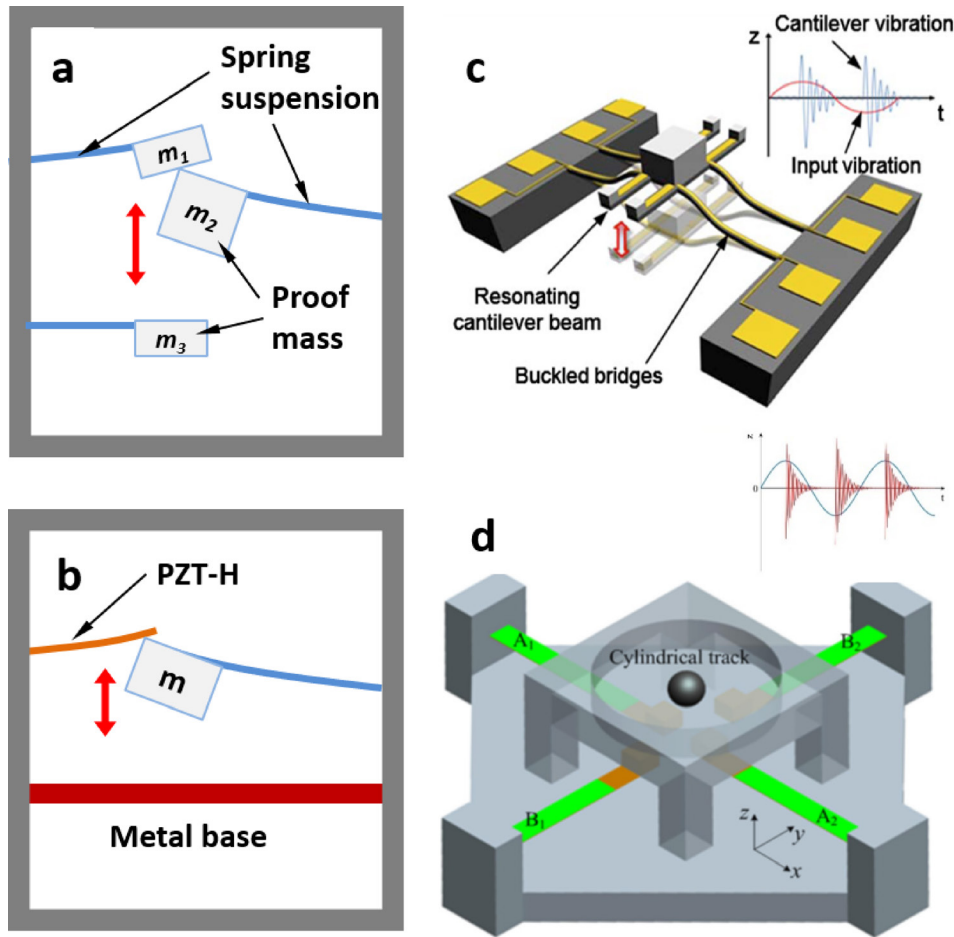 a
Spring
suspension
m1
m2
Proof
mass
m3
b
PZT-H
m
Metal base
c
Cantilever vibration
z
t
Input vibration
Resonating
cantilever beam
Buckled bridges
0
t
d
A1
B2
Cylindrical track
B1
A2
z
y
x